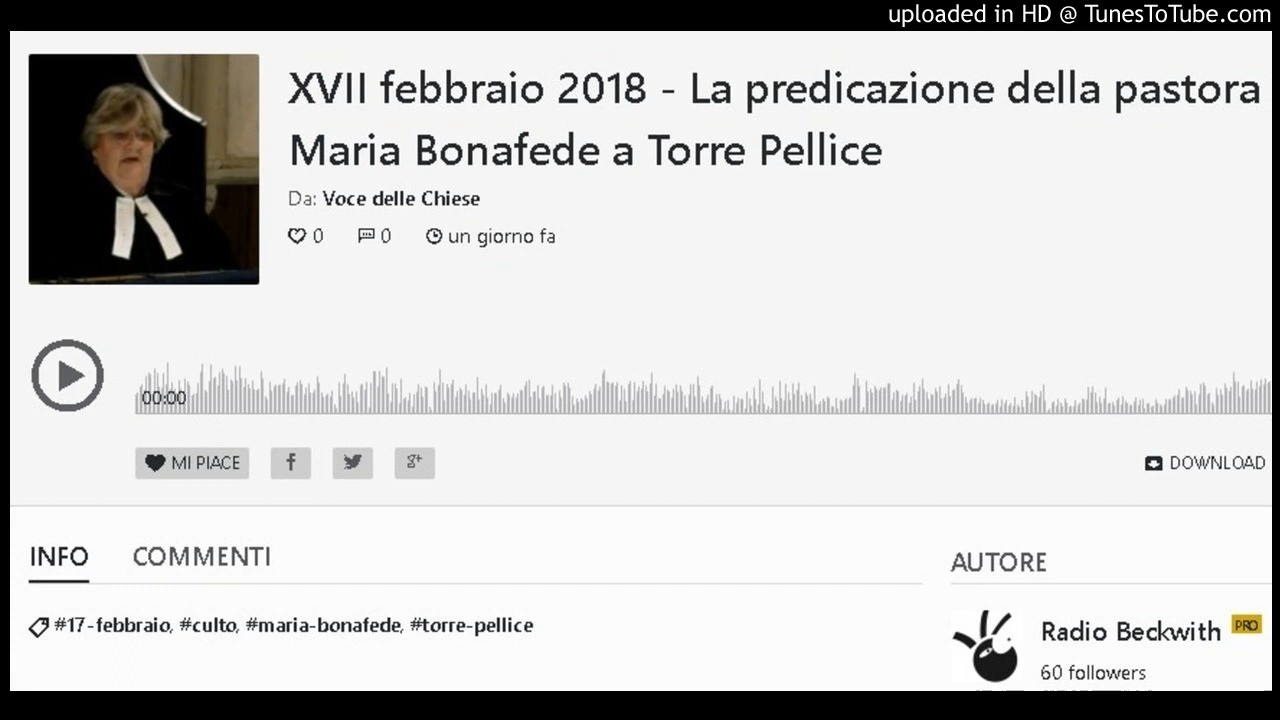 uploaded in HD @ TunesToTube.com
XVII febbraio 2018 - La predicazione della pastora
Maria Bonafede a Torre Pellice
Da: Voce delle Chiese
0 0 un giorno fa
00:00
MI PIACE f g+ DOWNLOAD
INFO COMMENTI
AUTORE
#17-febbraio, #culto, #maria-bonafede, #torre-pellice
Radio Beckwith PRO
60 followers